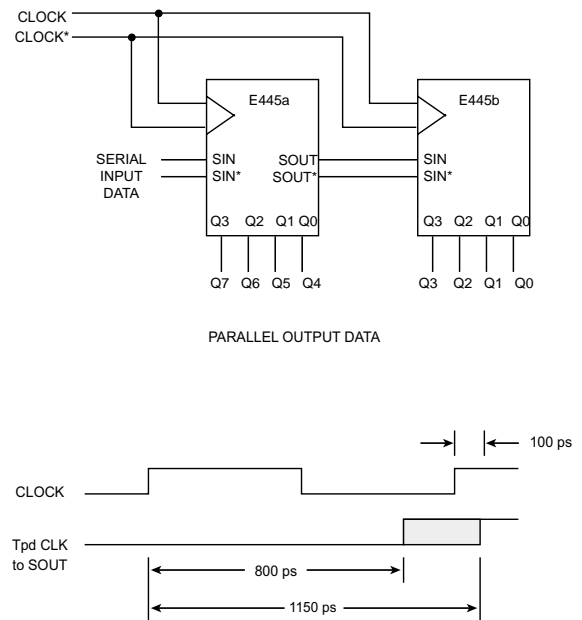 CLOCK
CLOCK*
E445a
E445b
SERIAL
INPUT
DATA
SIN
SIN*
SOUT
SOUT*
SIN
SIN*
Q3 Q2 Q1 Q0
Q3 Q2 Q1 Q0
Q7 Q6 Q5 Q4
Q3 Q2 Q1 Q0
PARALLEL OUTPUT DATA
100 ps
CLOCK
Tpd CLK
to SOUT
800 ps
1150 ps